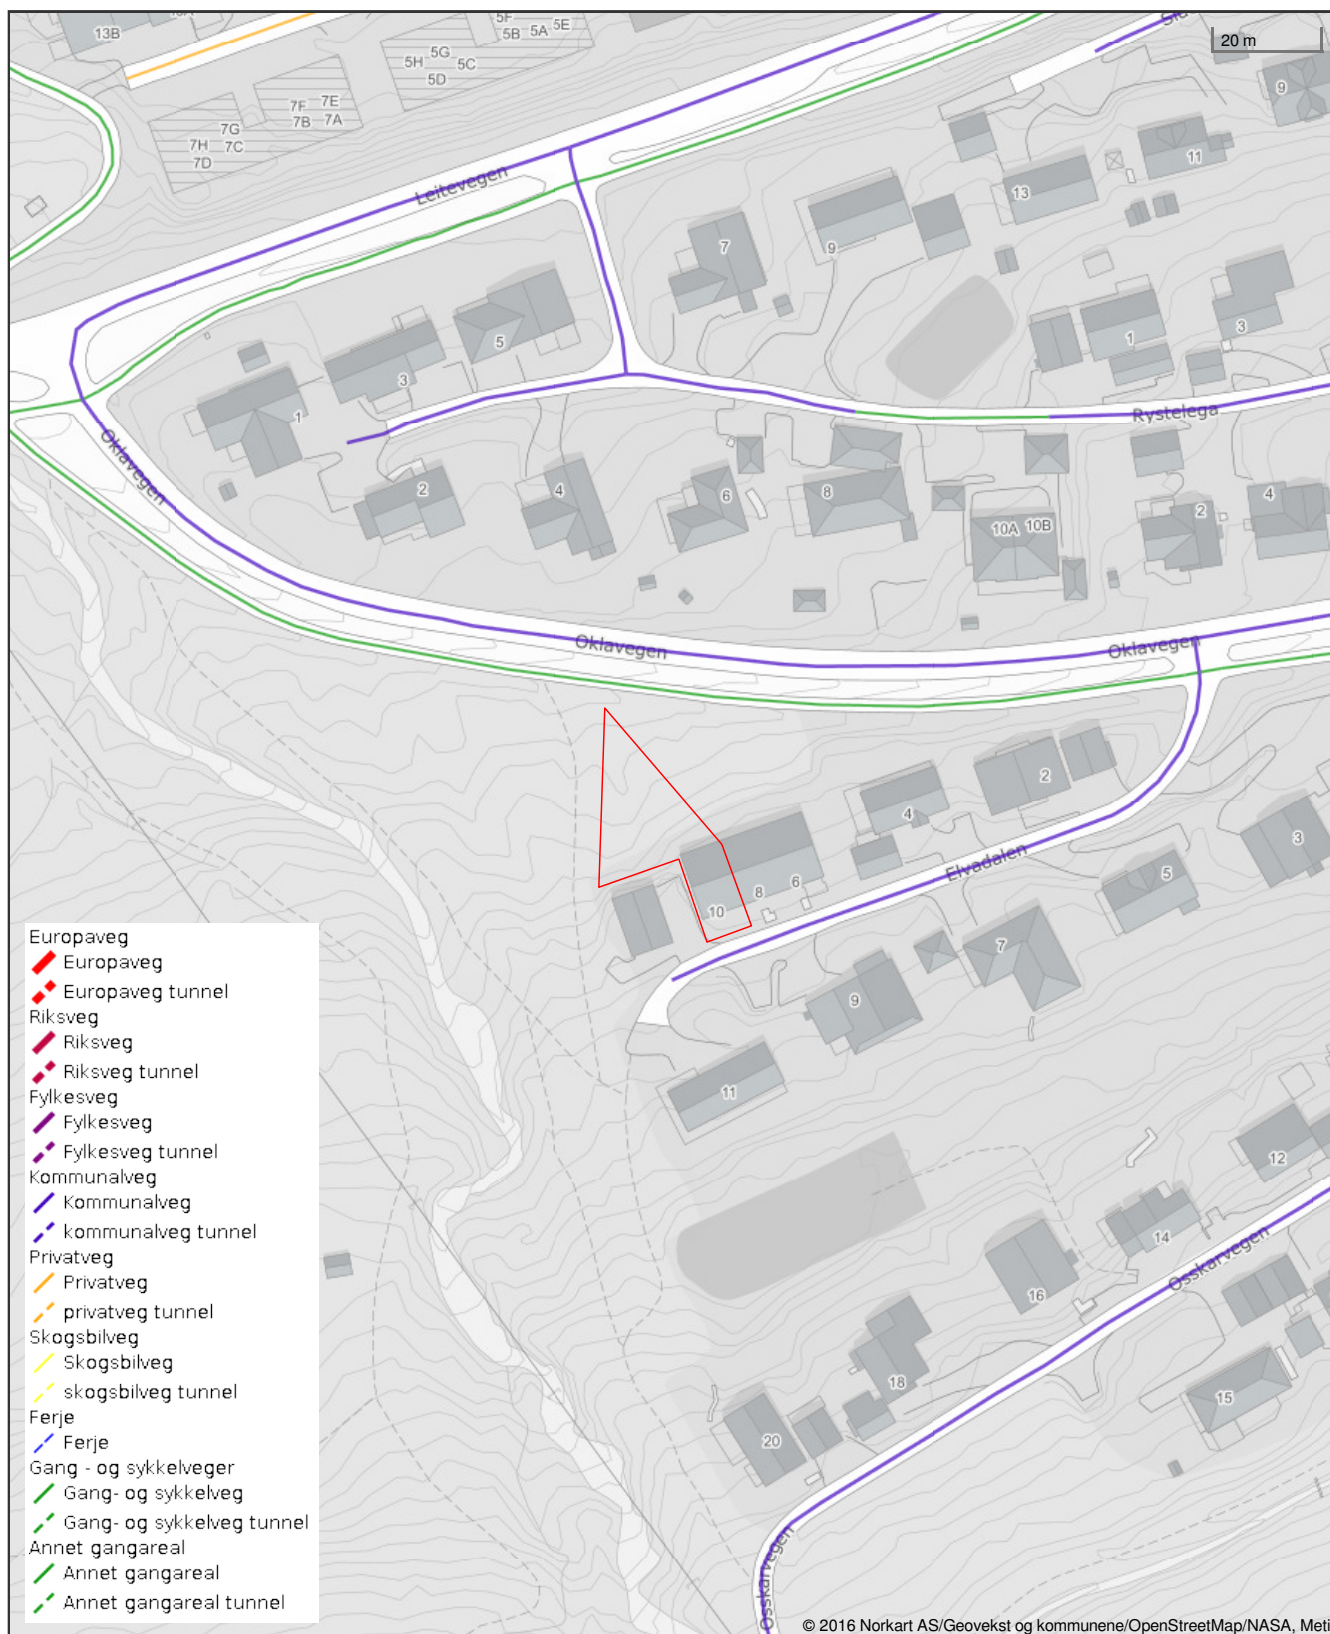 13B
5F
5B 5A 5E
5G
5H 5C
5D
20 m
9
7F 7E
7B 7A
7G
7H 7C
7D
11
13
Leitevegen
7
9
5
3
1
3
1
Rystelega
Oklavegen
2
4
6
8
10A 10B
2
4
Oklavegen
Oklavegen
2
4
3
Elvadalen
5
6
8
10
7
9
11
12
14
Osskarvegen
16
18
15
20
Osskarvegen
Europaveg
Europaveg
Europaveg tunnel
Riksveg
Riksveg
Riksveg tunnel
Fylkesveg
Fylkesveg
Fylkesveg tunnel
Kommunalveg
Kommunalveg
kommunalveg tunnel
Privatveg
Privatveg
privatveg tunnel
Skogsbilveg
Skogsbilveg
skogsbilveg tunnel
Ferje
Ferje
Gang - og sykkelveger
Gang- og sykkelveg
Gang- og sykkelveg tunnel
Annet gangareal
Annet gangareal
Annet gangareal tunnel
© 2016 Norkart AS/Geovekst og kommunene/OpenStreetMap/NASA, Meti